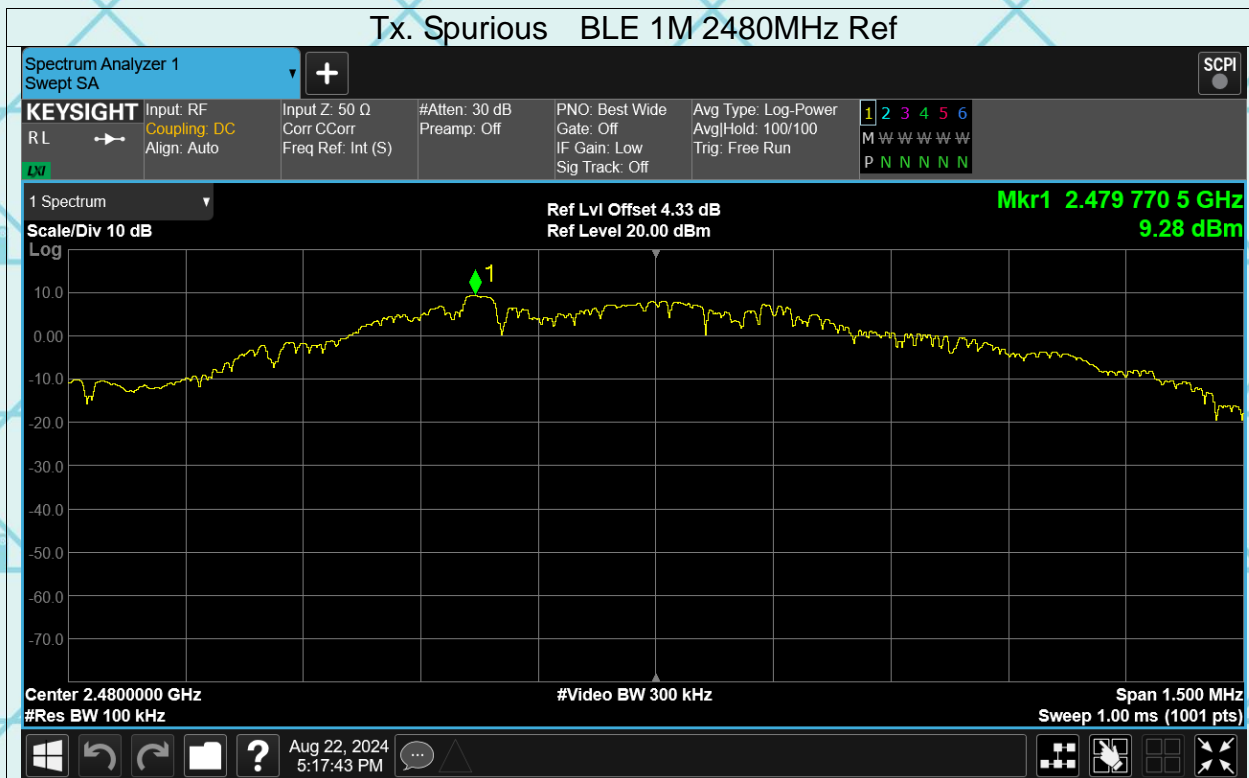 Tx. Spurious BLE 1M 2480MHz Ref
Spectrum Analyzer 1
Swept SA
+
SCPI
KEYSIGHT
RL
LXI
Input: RF
Coupling: DC
Align: Auto
Input Z: 50 Ω
Corr CCorr
Freq Ref: Int (S)
#Atten: 30 dB
Preamp: Off
PNO: Best Wide
Gate: Off
IF Gain: Low
Sig Track: Off
Avg Type: Log-Power
Avg|Hold: 100/100
Trig: Free Run
1 2 3 4 5 6
M W W W W W
P N N N N N
1 Spectrum
Scale/Div 10 dB
Log
Ref Lvl Offset 4.33 dB
Ref Level 20.00 dBm
Mkr1 2.479 770 5 GHz
9.28 dBm
1
10.0
0.00
-10.0
-20.0
-30.0
-40.0
-50.0
-60.0
-70.0
Center 2.4800000 GHz
#Res BW 100 kHz
#Video BW 300 kHz
Span 1.500 MHz
Sweep 1.00 ms (1001 pts)
?
Aug 22, 2024
5:17:43 PM